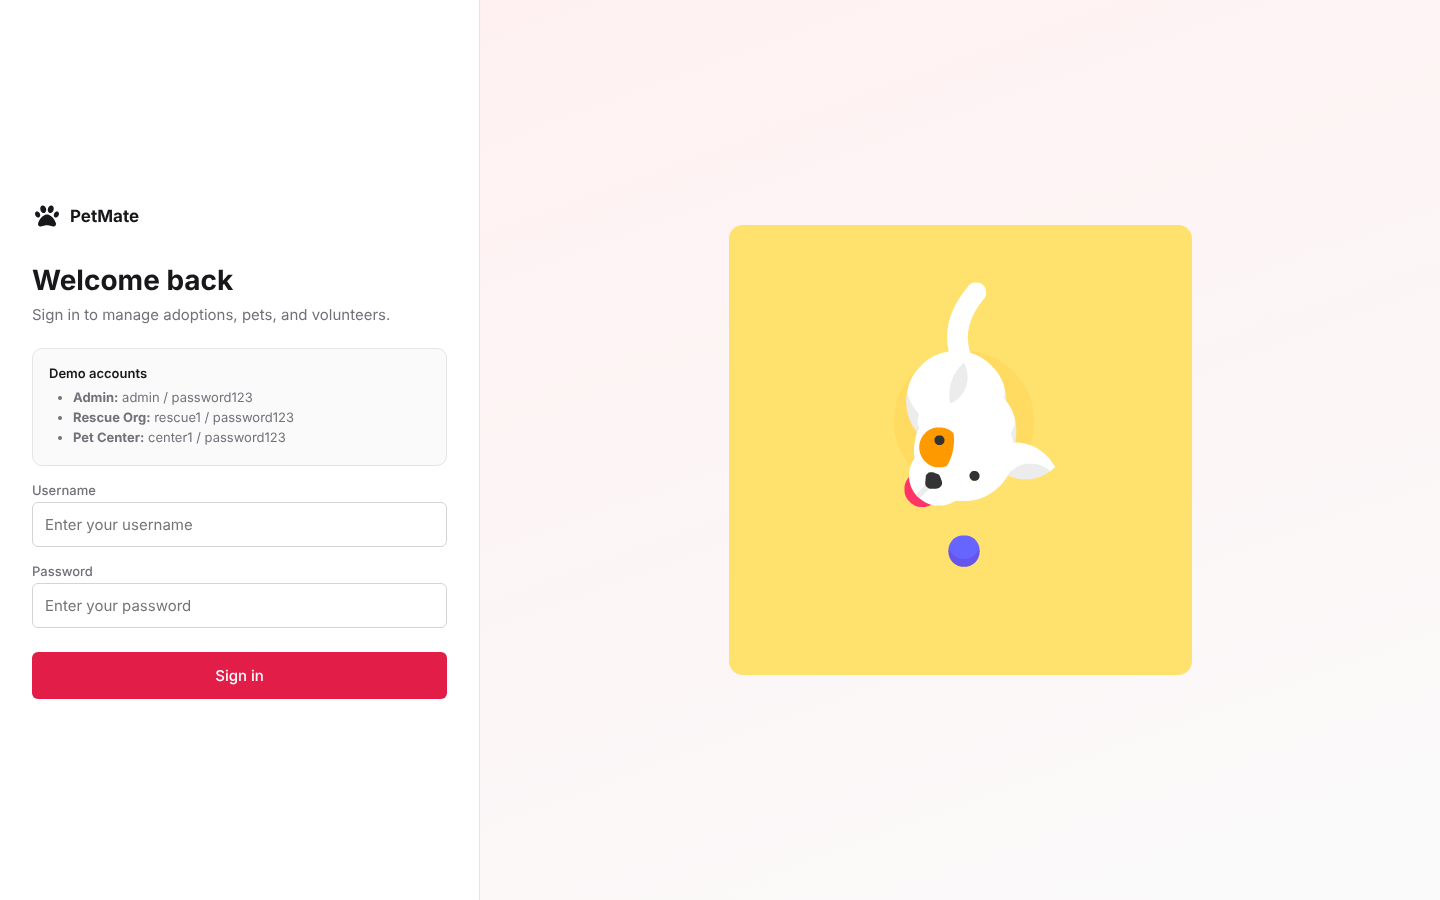 PetMate
Welcome back
Sign in to manage adoptions, pets, and volunteers.
Demo accounts
• Admin: admin / password123
• Rescue Org: rescue1 / password123
• Pet Center: center1 / password123
Username
Enter your username
Password
Enter your password
Sign in